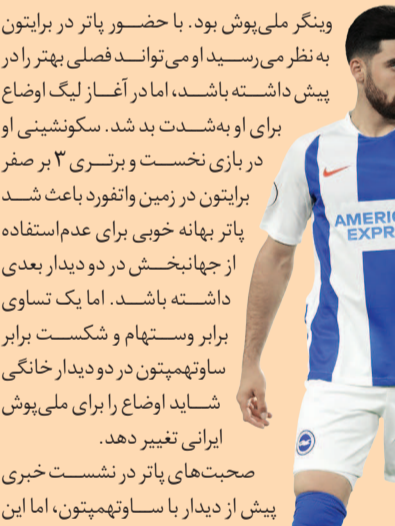 وینگر ملی‌پوش بود. با حضور پاتر در برایتون
به نظر می‌رسید او می‌تواند فصلی بهتر را در
پیش داشته باشد، اما در آغاز لیگ اوضاع
برای او به‌شدت بد شد. سکونشینی او
در بازی نخست و برتری ۳ بر صفر
برایتون در زمین واتفورد باعث شد
پاتر بهانه خوبی برای عدم‌استفاده
از جهانبخش در دو دیدار بعدی
داشته باشد. اما یک تساوی
برابر وستهام و شکست برابر
ساوتهمپتون در دو دیدار خانگی
شاید اوضاع را برای ملی‌پوش
ایرانی تغییر دهد.
صحبت‌های پاتر در نشست خبری
پیش از دیدار با ساوتهمپتون، اما این
AMERIC
EXPR